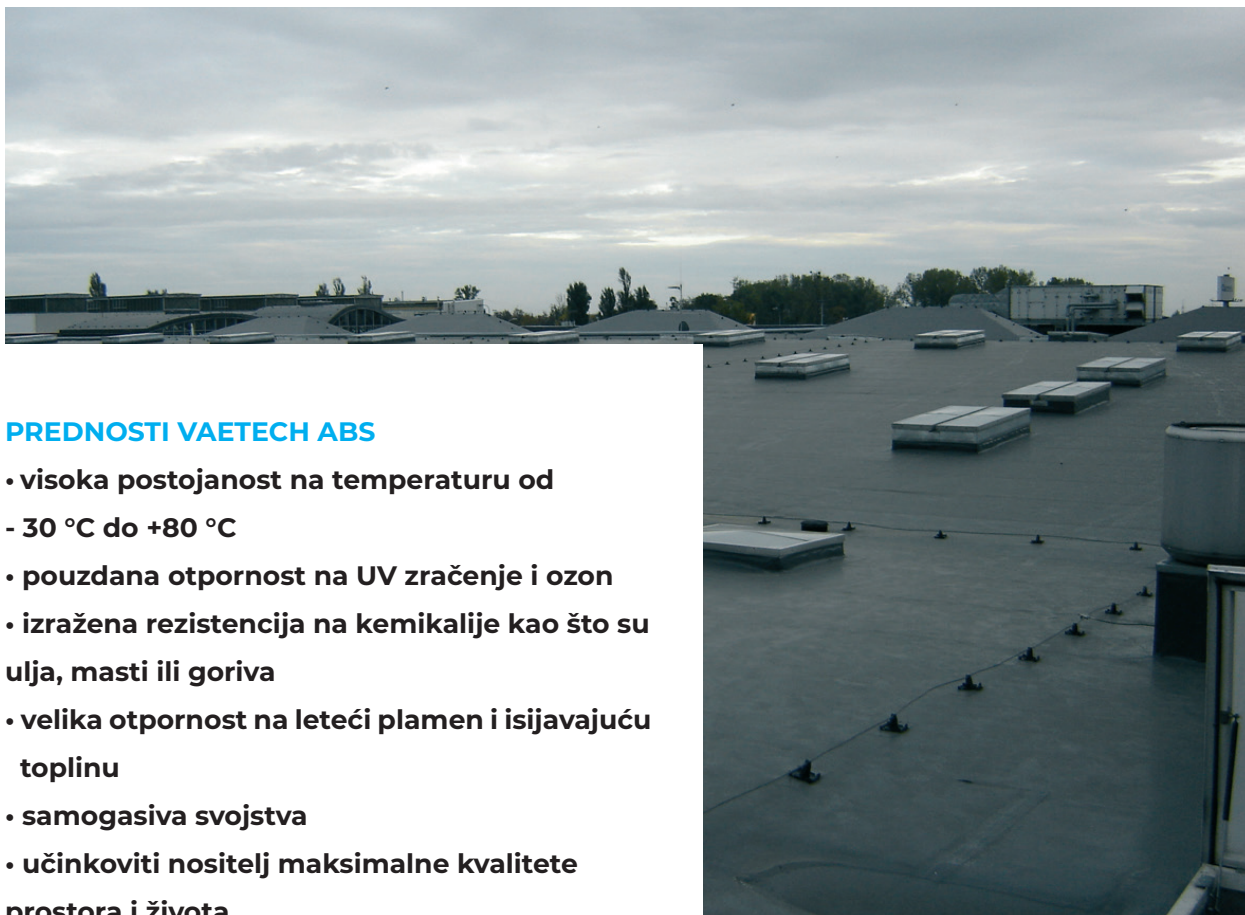 PREDNOSTI VAETECH ABS
• visoka postojanost na temperaturu od
- 30 °C do +80 °C
• pouzdana otpornost na UV zračenje i ozon
• izražena rezistencija na kemikalije kao što su
ulja, masti ili goriva
• velika otpornost na leteći plamen i isijavajuću
toplinu
• samogasiva svojstva
• učinkoviti nositelj maksimalne kvalitete
prostora i života